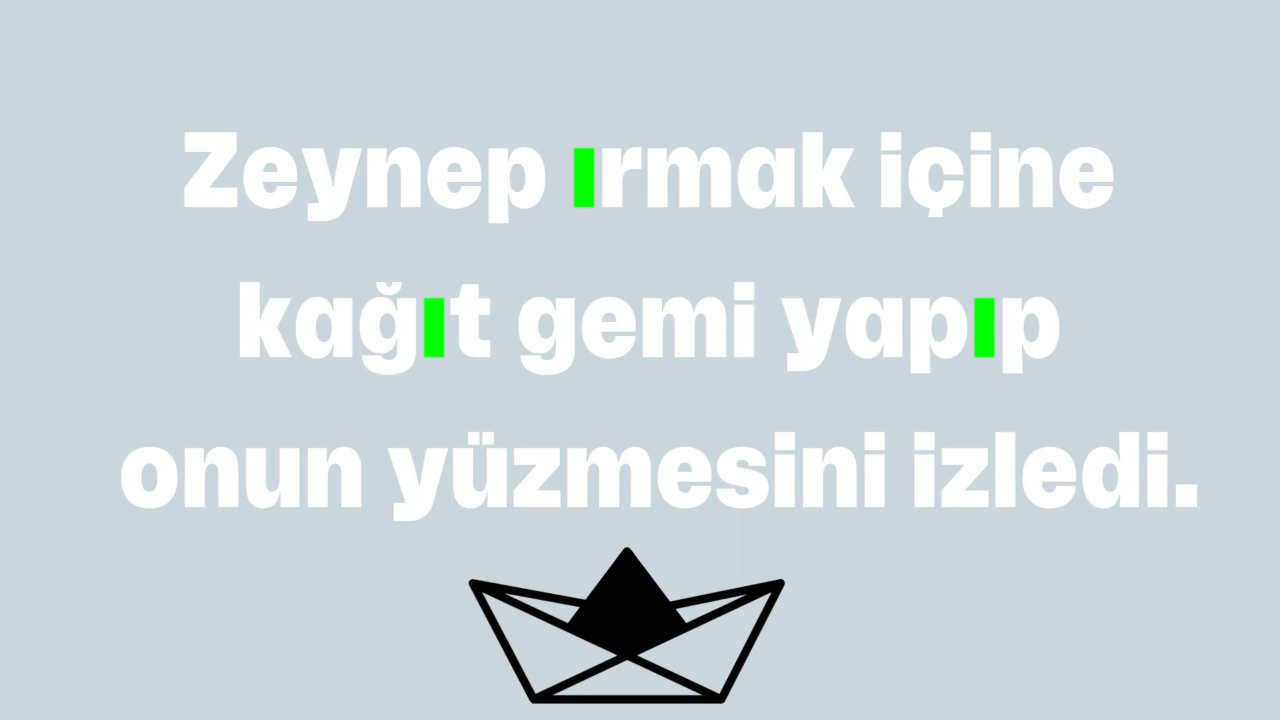 Zeynep ırmak içine
kağıt gemi yapıp
onun yüzmesini izledi.